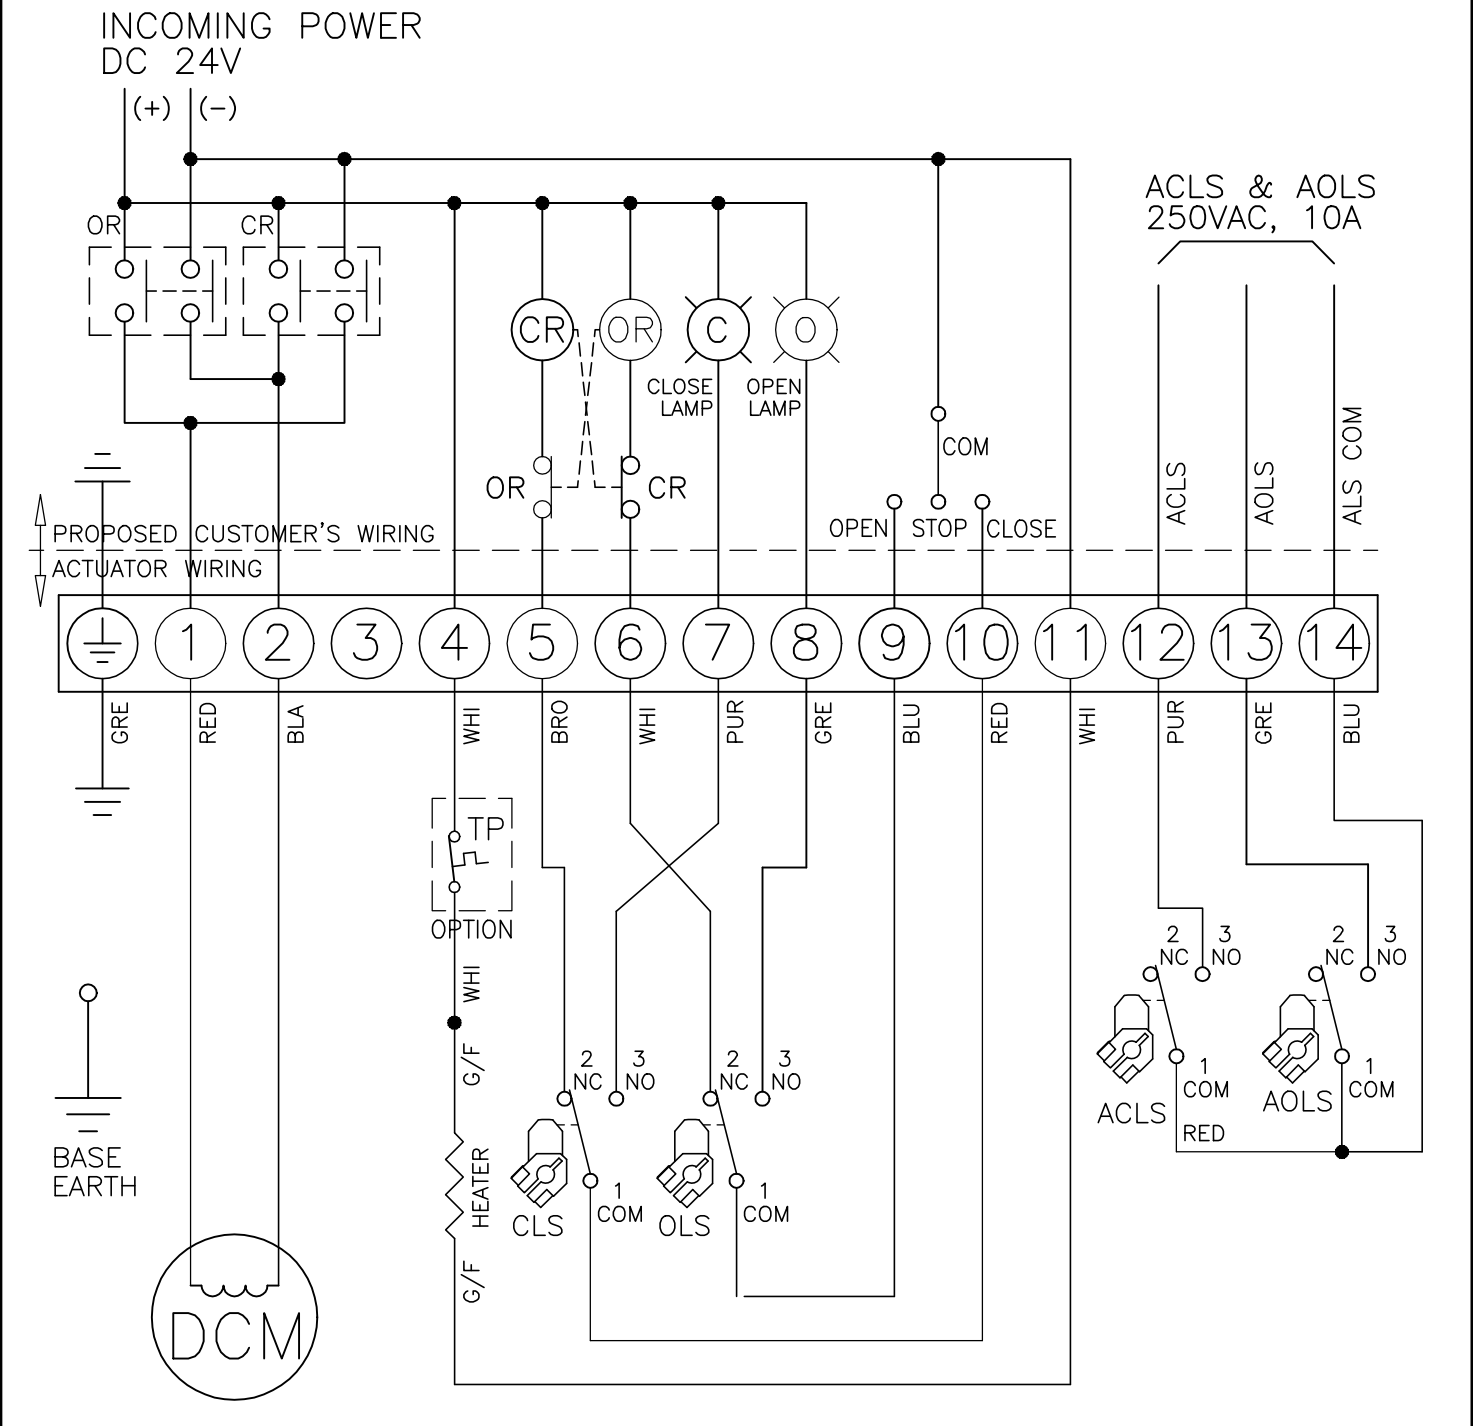 INCOMING POWER
DC 24V
(+) (-)
ACLS & AOLS
250VAC, 10A
OR CR
CR OR C O
CLOSE LAMP
OPEN LAMP
COM
OR CR
OPEN STOP CLOSE
ACLS
AOLS
ALS COM
PROPOSED CUSTOMER'S WIRING
ACTUATOR WIRING
1 2 3 4 5 6 7 8 9 10 11 12 13 14
GRE RED BLA WHI BRO WHI PUR GRE BLU RED WHI PUR GRE BLU
TP
OPTION
WHI
G/F
HEATER
G/F
2 NC
3 NO
1 COM
CLS
2 NC
3 NO
1 COM
OLS
2 NC
3 NO
1 COM
ACLS
RED
2 NC
3 NO
1 COM
AOLS
BASE
EARTH
DCM